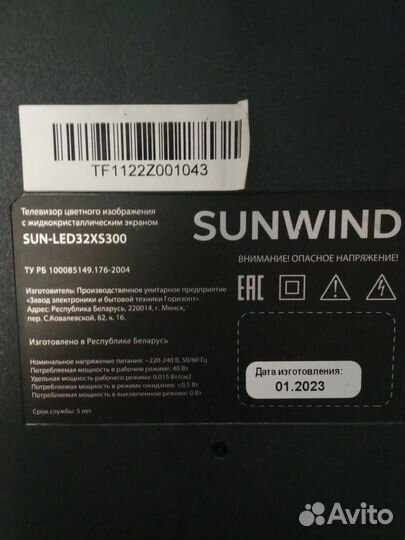 TF1122Z001043
Телевизор цветного изображения
с жидкокристаллическим экраном
SUN-LED32XS300
SUNWIND
ТУ РБ 100085149.176-2004
ВНИМАНИЕ! ОПАСНОЕ НАПРЯЖЕНИЕ!
Изготовитель: Производственное унитарное предприятие
«Завод электроники и бытовой техники Горизонт».
Адрес: Республика Беларусь, 220014, г. Минск,
пер. С.Ковалевской, 62, к. 16.
EAC
Изготовлено в Республике Беларусь
Номинальное напряжение питания: ~220-240 В, 50/60 Гц
Потребляемая мощность в рабочем режиме: 40 Вт
Удельная мощность рабочего режима: 0,015 Вт/см2
Потребляемая мощность в режиме ожидания: ≤0,5 Вт
Потребляемая мощность в выключенном режиме: 0 Вт
Срок службы: 5 лет
Дата изготовления:
01.2023
Avito